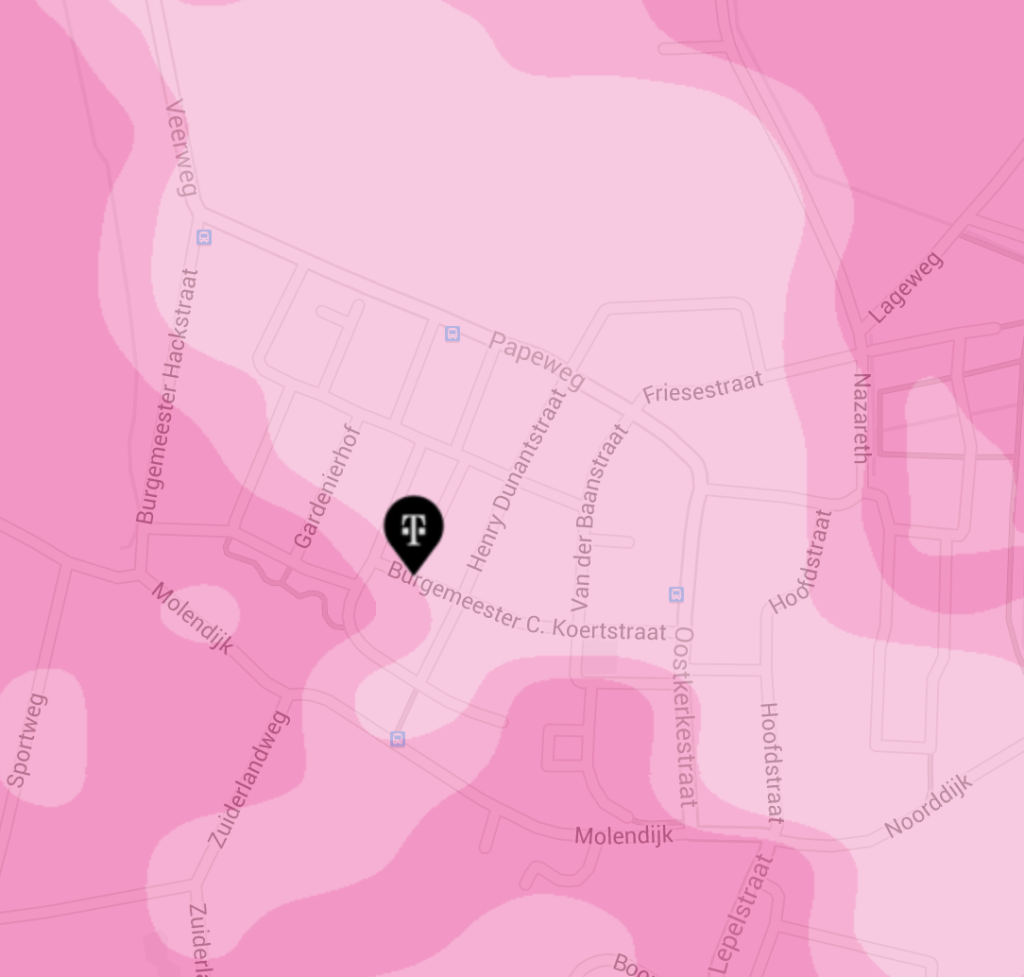 Veerweg
Burgemeester Hackstraat
Lageweg
Papeweg
Friesestraat
Nazareth
Gardenierhof
Henry Dunantstraat
Van der Baanstraat
T
Hoofdstraat
Burgemeester C. Koertstraat
Molendijk
Oostkerkestraat
Sportweg
Zuiderlandweg
Hoofdstraat
Noorddijk
Molendijk
Lepelstraat